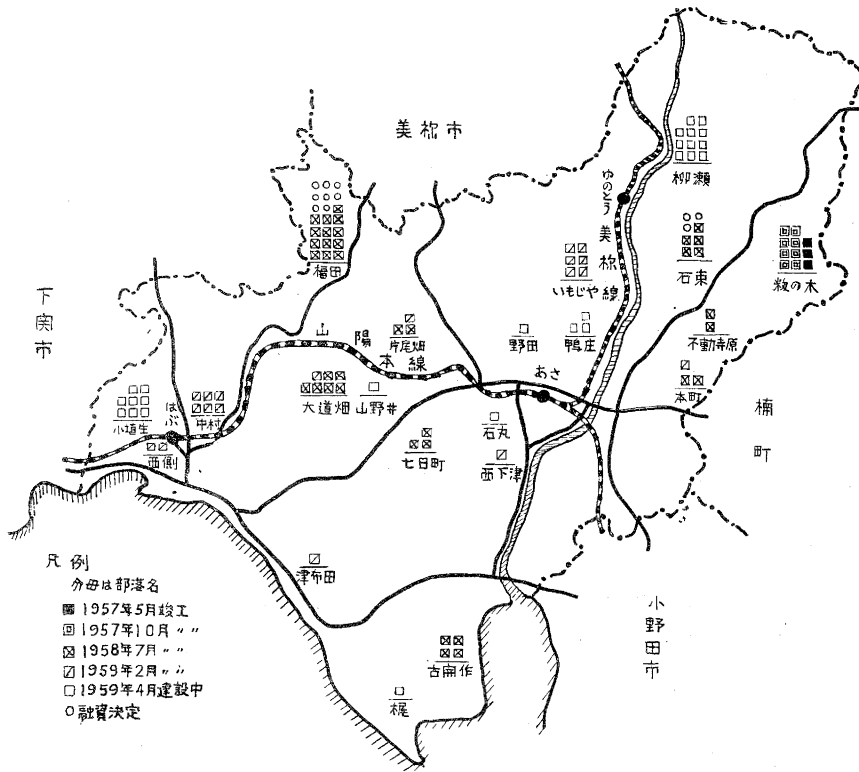 美祢市
柳瀬
ゆのとう
美祢線
石束
下関市
福田
いもじや
数の木
山陽本線
片尾畑
野田
鴨庄
不動寺原
あさ
本町
楠町
小埴生
はぶ
中村
大道畑
山野井
石丸
西側
七日町
西下津
凡例
分母は部落名
1957年5月竣工
1957年10月〃〃
1958年7月〃〃
1959年2月〃〃
1959年4月建設中
融資決定
津布田
小野田市
古開作
梶